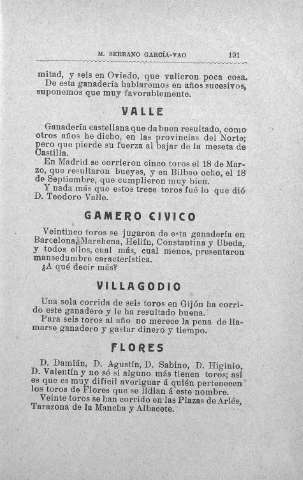 M. SERRANO GARCÍA-VAO 191
mitad, y seis en Oviedo, que valieron poca cosa.
De esta ganadería hablaremos en años sucesivos,
suponemos que muy favorablemente.
VALLE
Ganadería castellana que da buen resultado, como
otros años he dicho, en las provincias del Norte;
pero que pierde su fuerza al bajar de la meseta de
Castilla.
En Madrid se corrieron cinco toros el 18 de Mar-
zo, que resultaron bueyes, y en Bilbao ocho, el 18
de Septiembre, que cumplieron muy bien.
Y nada más que estos trece toros fué lo que dió
D. Teodoro Valle.
GAMERO CIVICO
Veintinco toros se jugaron de esta ganadería en
Barcelona, Marchena, Hellín, Constantina y Ubeda,
y todos ellos, cual más, cual menos, presentaron
mansedumbre característica.
¿A qué decir más?
VILLAGODIO
Una sola corrida de seis toros en Gijón ha corri-
do este ganadero y le ha resultado buena.
Para seis toros al año no merece la pena de lla-
marse ganadero y gastar dinero y tiempo.
FLORES
D. Damián, D. Agustín, D. Sabino, D. Higinio,
D. Valentín y no sé si alguno más tienen toros; así
es que es muy difícil averiguar á quién pertenecen
los toros de Flores que se lidian á este nombre.
Veinte toros se han corrido en las Plazas de Arlés,
Tarazona de la Mancha y Albacete.